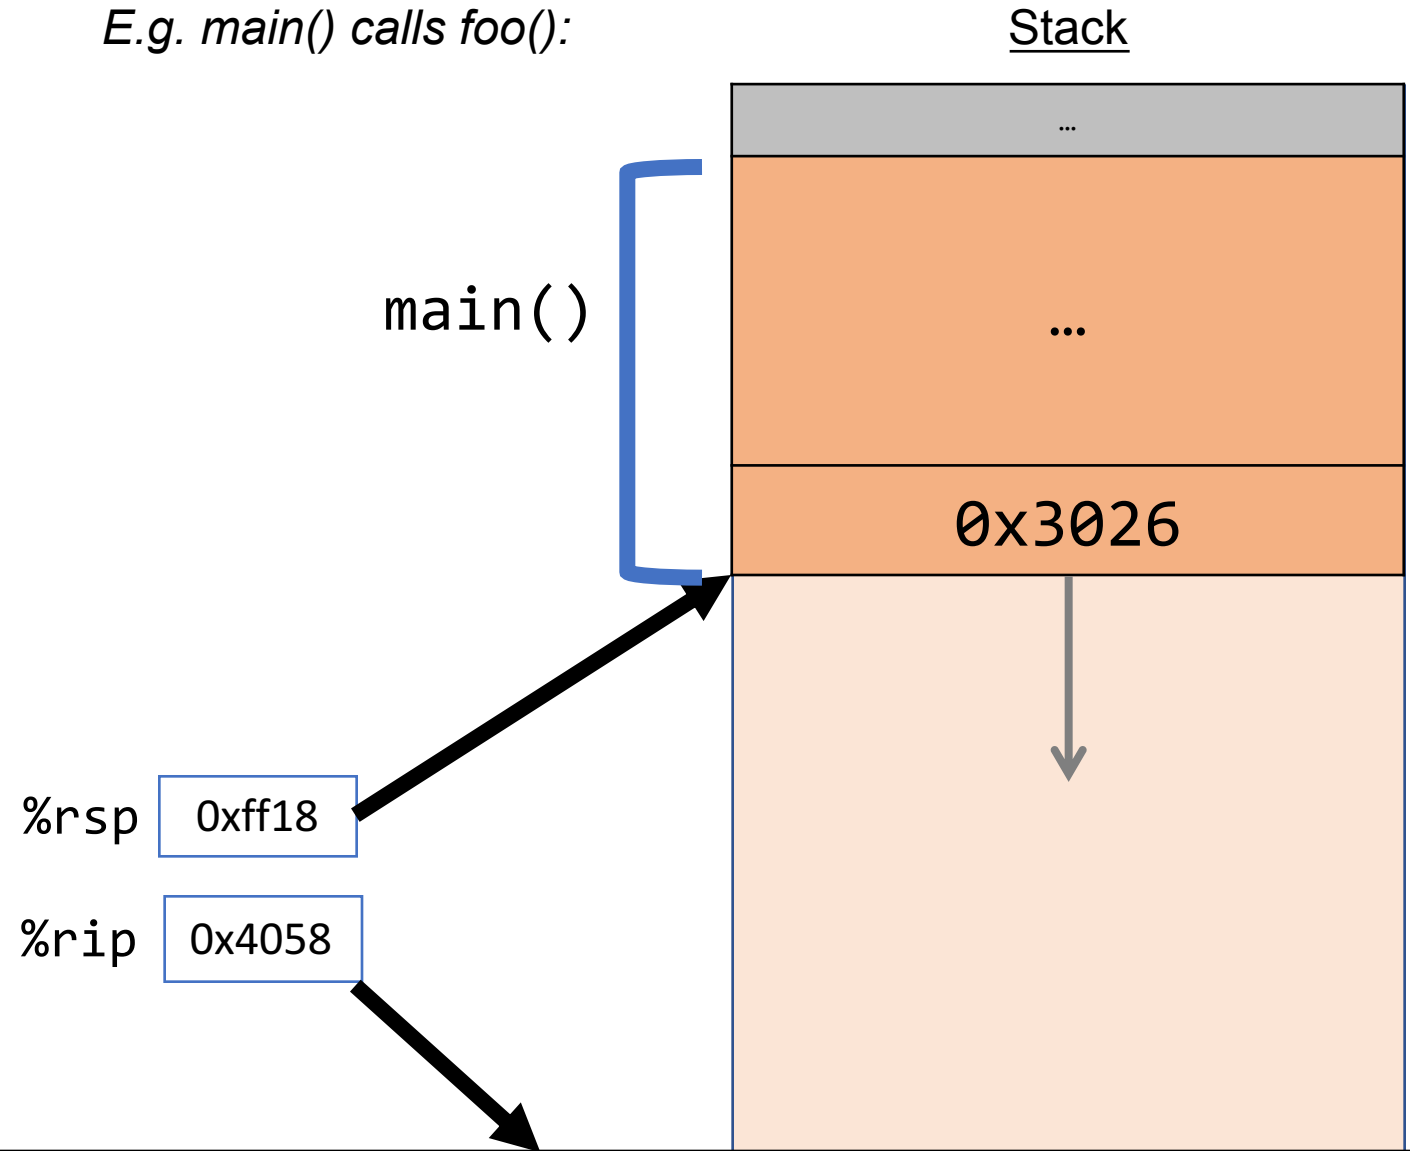 E.g. main() calls foo():
Stack
…
main()
…
0x3026
%rsp
0xff18
%rip
0x4058